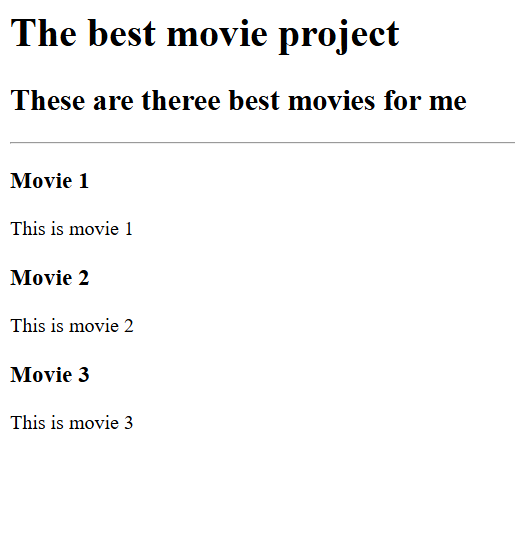 The best movie project
These are theree best movies for me
Movie 1
This is movie 1
Movie 2
This is movie 2
Movie 3
This is movie 3